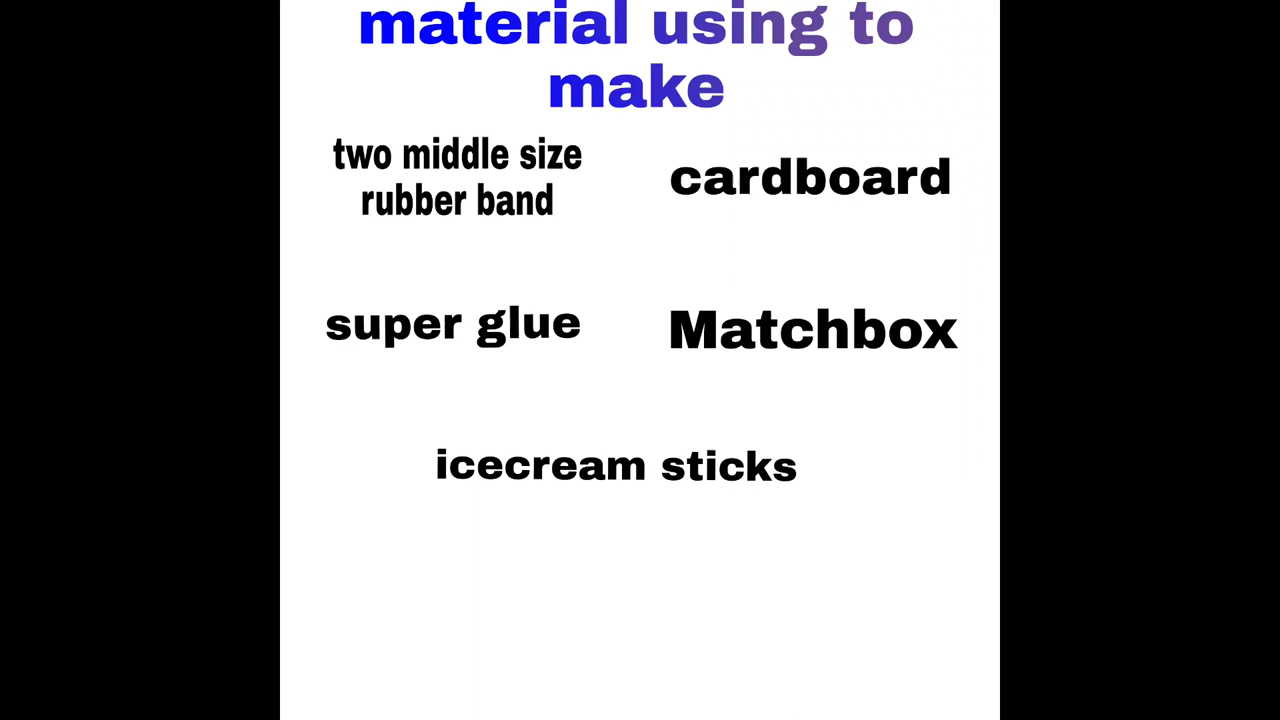 material using to
make
two middle size
rubber band
cardboard
super glue
Matchbox
icecream sticks